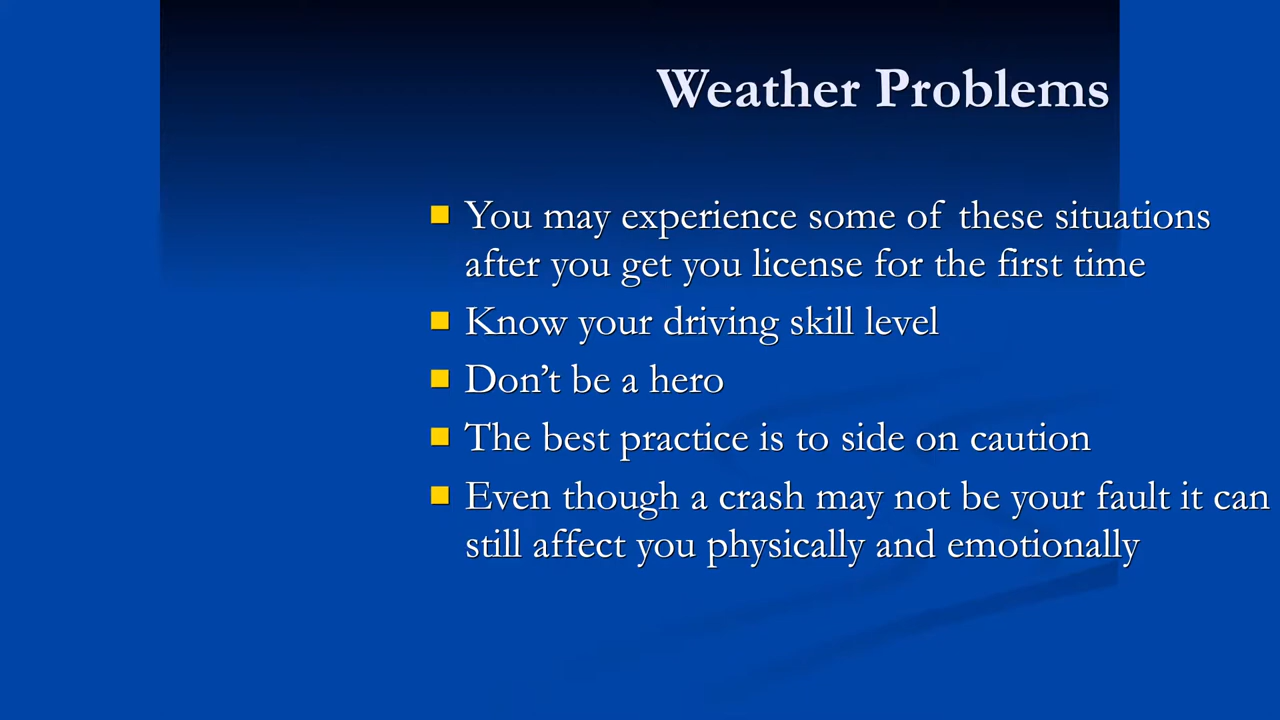 Weather Problems
You may experience some of these situations
after you get you license for the first time
Know your driving skill level
Don’t be a hero
The best practice is to side on caution
Even though a crash may not be your fault it can
still affect you physically and emotionally